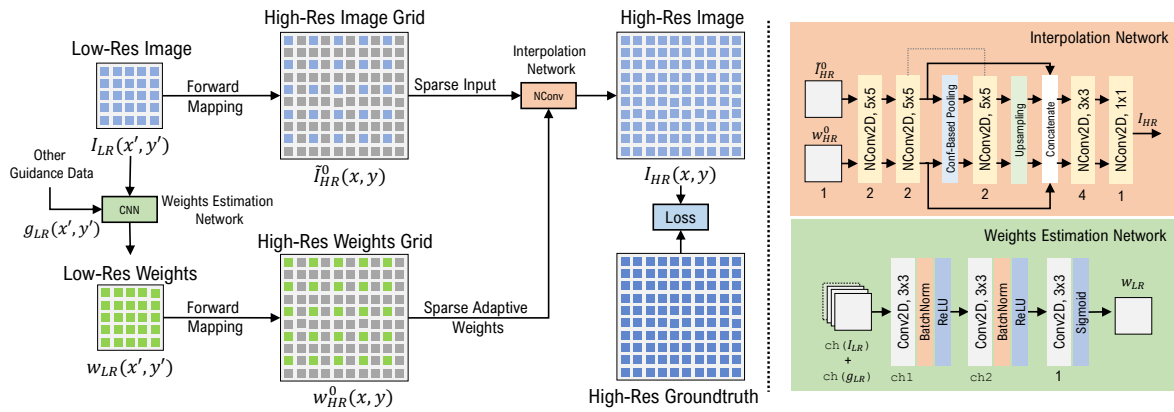 Low-Res Image
I_LR(x′, y′)
Forward
Mapping
High-Res Image Grid
Ĩ⁰_HR(x, y)
Sparse Input
Interpolation
Network
NConv
High-Res Image
I_HR(x, y)
Loss
High-Res Groundtruth
Other
Guidance Data
g_LR(x′, y′)
CNN
Weights Estimation
Network
Low-Res Weights
w_LR(x′, y′)
Forward
Mapping
High-Res Weights Grid
w⁰_HR(x, y)
Sparse Adaptive
Weights
Interpolation Network
Ĩ⁰_HR
w⁰_HR
1
NConv2D, 5x5
2
NConv2D, 5x5
2
Conf-Based Pooling
NConv2D, 5x5
2
Upsampling
Concatenate
NConv2D, 3x3
4
NConv2D, 1x1
1
I_HR
Weights Estimation Network
ch(I_LR)
+
ch(g_LR)
Conv2D, 3x3
BatchNorm
ReLU
ch1
Conv2D, 3x3
BatchNorm
ReLU
ch2
Conv2D, 3x3
Sigmoid
1
w_LR